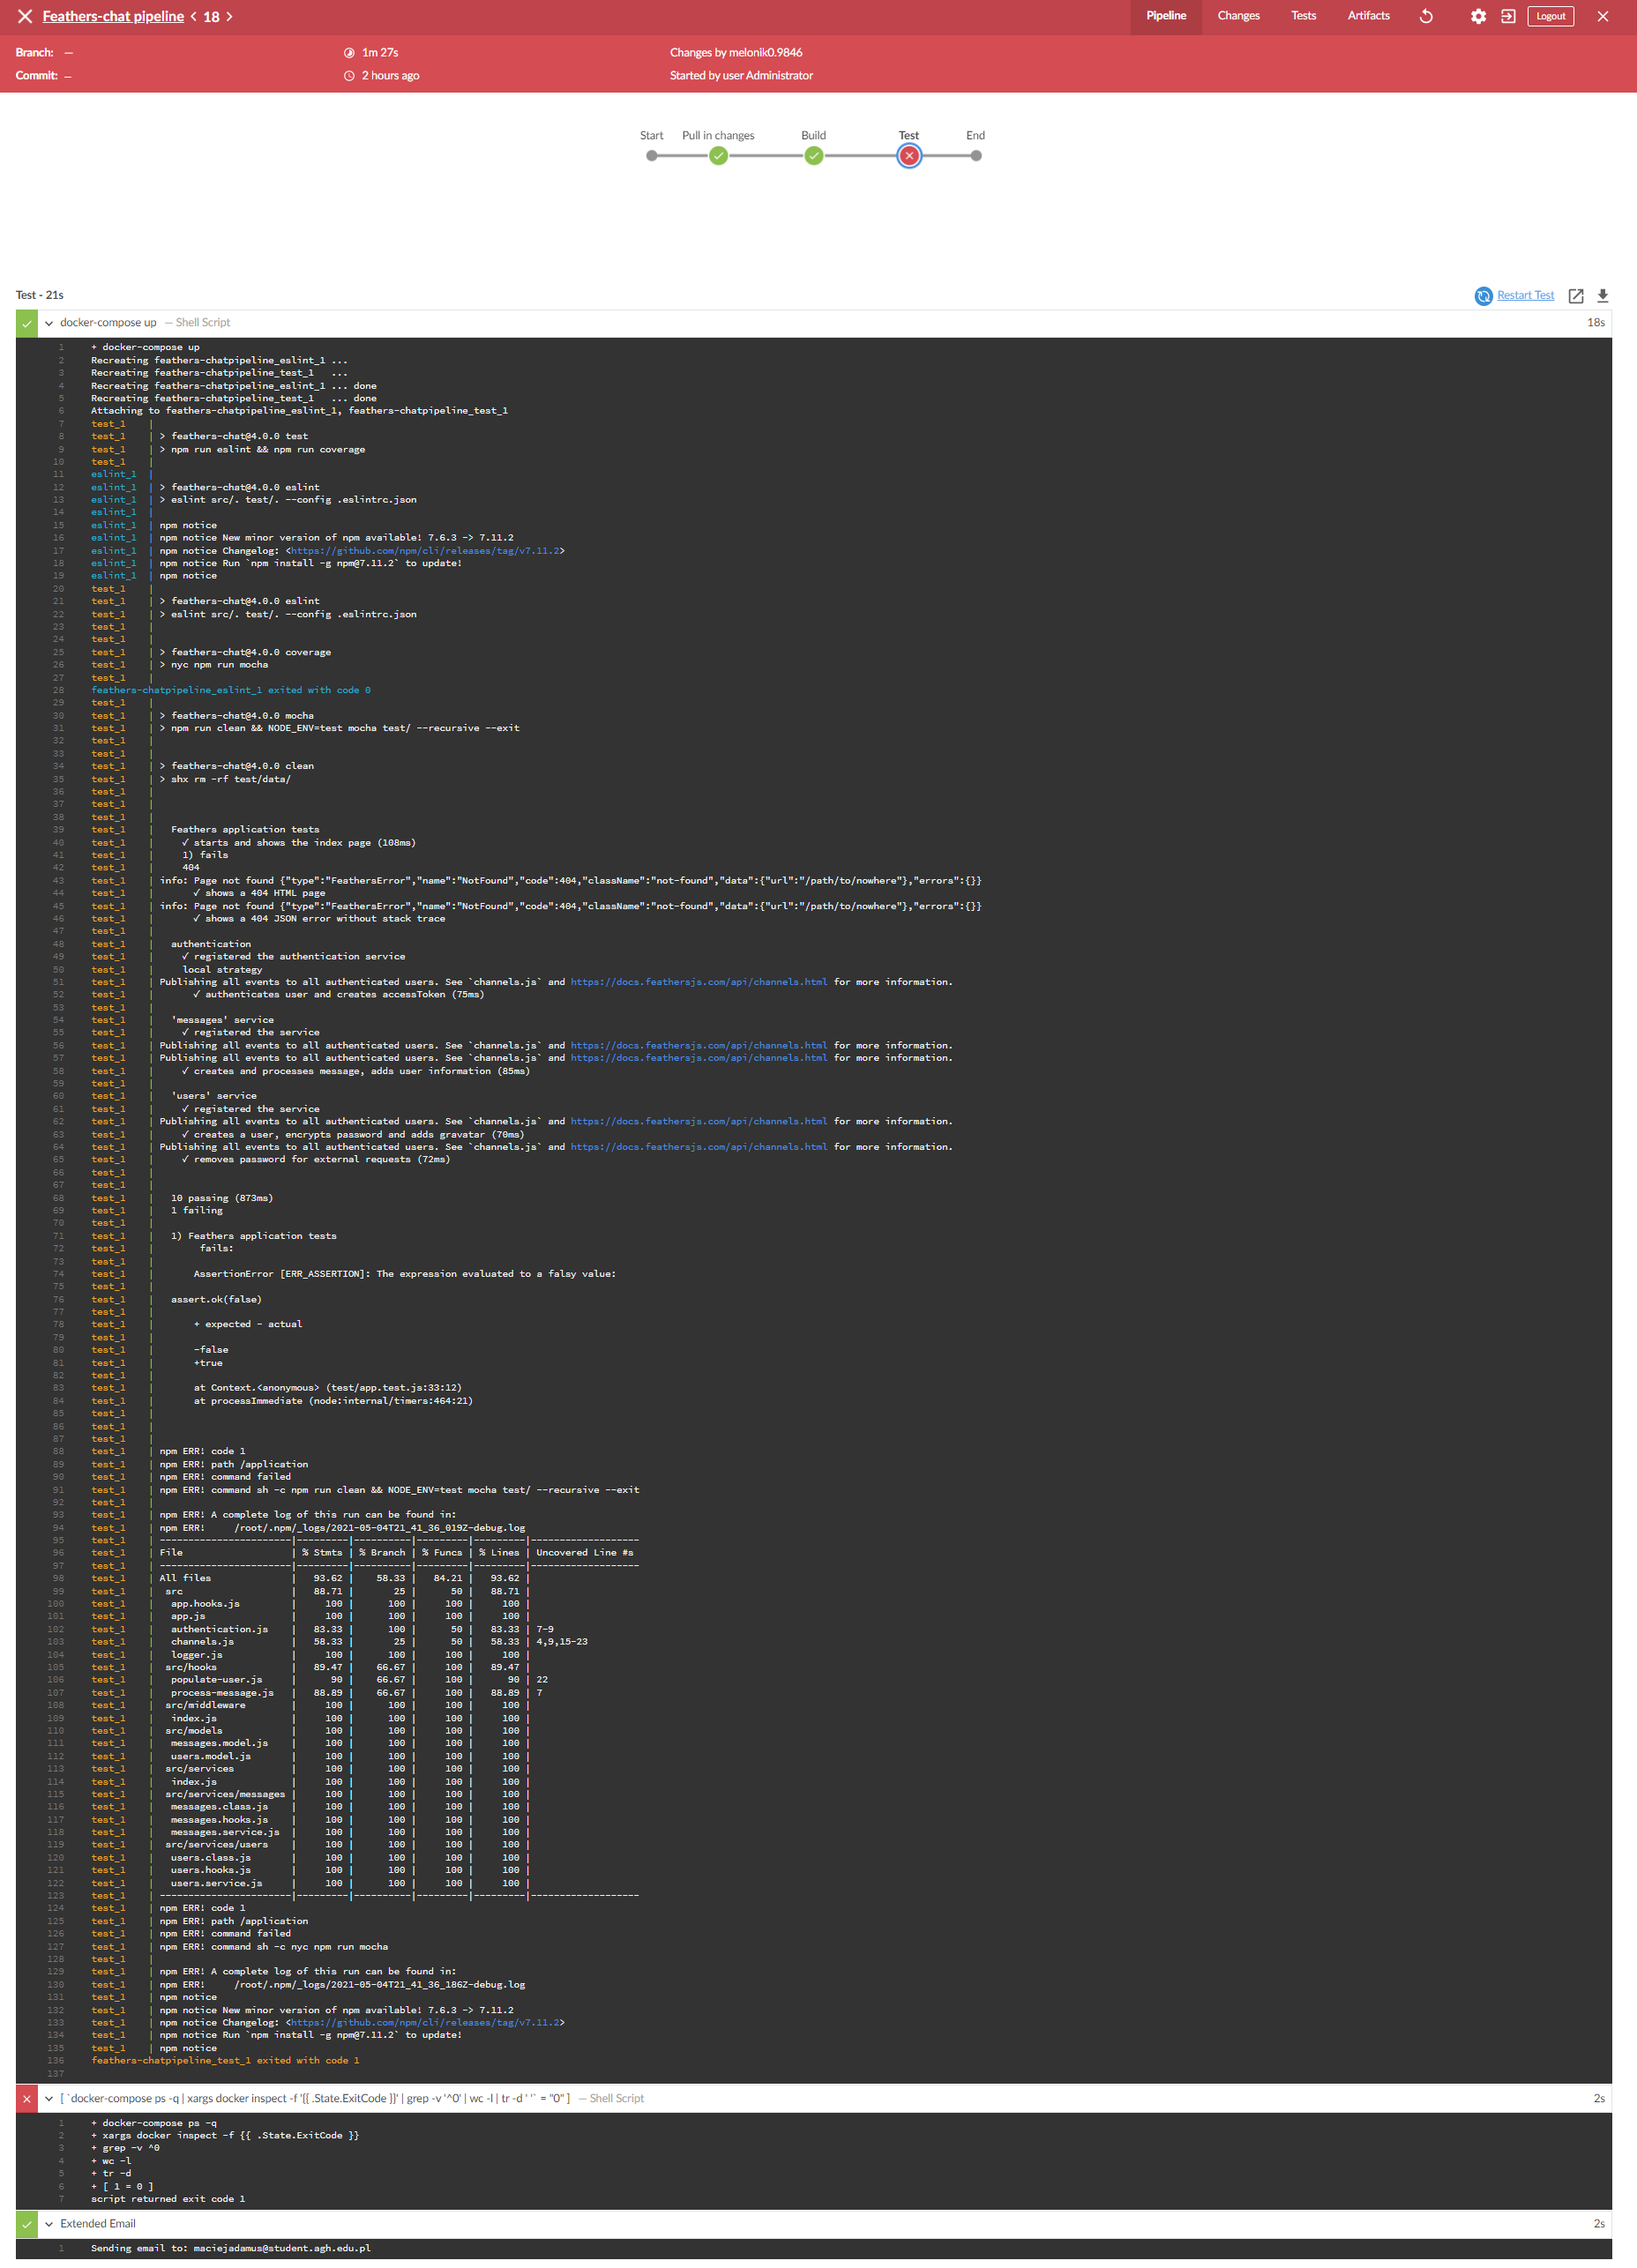 Feathers-chat pipeline < 18 >
Pipeline Changes Tests Artifacts Logout
Branch: — 1m 27s Changes by melonik0.9846
Commit: — 2 hours ago Started by user Administrator
Start Pull in changes Build Test End
Test - 21s Restart Test
docker-compose up — Shell Script 18s
1 + docker-compose up
2 Recreating feathers-chatpipeline_eslint_1 ...
3 Recreating feathers-chatpipeline_test_1   ...
4 Recreating feathers-chatpipeline_eslint_1 ... done
5 Recreating feathers-chatpipeline_test_1   ... done
6 Attaching to feathers-chatpipeline_eslint_1, feathers-chatpipeline_test_1
7 test_1 |
8 test_1 | > feathers-chat@4.0.0 test
9 test_1 | > npm run eslint && npm run coverage
10 test_1 |
11 eslint_1 |
12 eslint_1 | > feathers-chat@4.0.0 eslint
13 eslint_1 | > eslint src/. test/. --config .eslintrc.json
14 eslint_1 |
15 eslint_1 | npm notice
16 eslint_1 | npm notice New minor version of npm available! 7.6.3 -> 7.11.2
17 eslint_1 | npm notice Changelog: <https://github.com/npm/cli/releases/tag/v7.11.2>
18 eslint_1 | npm notice Run `npm install -g npm@7.11.2` to update!
19 eslint_1 | npm notice
20 test_1 |
21 test_1 | > feathers-chat@4.0.0 eslint
22 test_1 | > eslint src/. test/. --config .eslintrc.json
23 test_1 |
24 test_1 |
25 test_1 | > feathers-chat@4.0.0 coverage
26 test_1 | > nyc npm run mocha
27 test_1 |
28 feathers-chatpipeline_eslint_1 exited with code 0
29 test_1 |
30 test_1 | > feathers-chat@4.0.0 mocha
31 test_1 | > npm run clean && NODE_ENV=test mocha test/ --recursive --exit
32 test_1 |
33 test_1 |
34 test_1 | > feathers-chat@4.0.0 clean
35 test_1 | > shx rm -rf test/data/
36 test_1 |
37 test_1 |
38 test_1 |
39 test_1 | Feathers application tests
40 test_1 | ✓ starts and shows the index page (108ms)
41 test_1 | 1) fails
42 test_1 | 404
43 test_1 | info: Page not found {"type":"FeathersError","name":"NotFound","code":404,"className":"not-found","data":{"url":"/path/to/nowhere"},"errors":{}}
44 test_1 | ✓ shows a 404 HTML page
45 test_1 | info: Page not found {"type":"FeathersError","name":"NotFound","code":404,"className":"not-found","data":{"url":"/path/to/nowhere"},"errors":{}}
46 test_1 | ✓ shows a 404 JSON error without stack trace
47 test_1 |
48 test_1 | authentication
49 test_1 | ✓ registered the authentication service
50 test_1 | local strategy
51 test_1 | Publishing all events to all authenticated users. See `channels.js` and https://docs.feathersjs.com/api/channels.html for more information.
52 test_1 | ✓ authenticates user and creates accessToken (75ms)
53 test_1 |
54 test_1 | 'messages' service
55 test_1 | ✓ registered the service
56 test_1 | Publishing all events to all authenticated users. See `channels.js` and https://docs.feathersjs.com/api/channels.html for more information.
57 test_1 | Publishing all events to all authenticated users. See `channels.js` and https://docs.feathersjs.com/api/channels.html for more information.
58 test_1 | ✓ creates and processes message, adds user information (85ms)
59 test_1 |
60 test_1 | 'users' service
61 test_1 | ✓ registered the service
62 test_1 | Publishing all events to all authenticated users. See `channels.js` and https://docs.feathersjs.com/api/channels.html for more information.
63 test_1 | ✓ creates a user, encrypts password and adds gravatar (70ms)
64 test_1 | Publishing all events to all authenticated users. See `channels.js` and https://docs.feathersjs.com/api/channels.html for more information.
65 test_1 | ✓ removes password for external requests (72ms)
66 test_1 |
67 test_1 |
68 test_1 | 10 passing (873ms)
69 test_1 | 1 failing
70 test_1 |
71 test_1 | 1) Feathers application tests
72 test_1 | fails:
73 test_1 |
74 test_1 | AssertionError [ERR_ASSERTION]: The expression evaluated to a falsy value:
75 test_1 |
76 test_1 | assert.ok(false)
77 test_1 |
78 test_1 | + expected - actual
79 test_1 |
80 test_1 | -false
81 test_1 | +true
82 test_1 |
83 test_1 | at Context.<anonymous> (test/app.test.js:33:12)
84 test_1 | at processImmediate (node:internal/timers:464:21)
85 test_1 |
86 test_1 |
87 test_1 |
88 test_1 | npm ERR! code 1
89 test_1 | npm ERR! path /application
90 test_1 | npm ERR! command failed
91 test_1 | npm ERR! command sh -c npm run clean && NODE_ENV=test mocha test/ --recursive --exit
92 test_1 |
93 test_1 | npm ERR! A complete log of this run can be found in:
94 test_1 | npm ERR!     /root/.npm/_logs/2021-05-04T21_41_36_019Z-debug.log
95 test_1 | -----------------------|---------|----------|---------|---------|-------------------
96 test_1 | File | % Stmts | % Branch | % Funcs | % Lines | Uncovered Line #s
97 test_1 | -----------------------|---------|----------|---------|---------|-------------------
98 test_1 | All files | 93.62 | 58.33 | 84.21 | 93.62 |
99 test_1 | src | 88.71 | 25 | 50 | 88.71 |
100 test_1 | app.hooks.js | 100 | 100 | 100 | 100 |
101 test_1 | app.js | 100 | 100 | 100 | 100 |
102 test_1 | authentication.js | 83.33 | 100 | 50 | 83.33 | 7-9
103 test_1 | channels.js | 58.33 | 25 | 50 | 58.33 | 4,9,15-23
104 test_1 | logger.js | 100 | 100 | 100 | 100 |
105 test_1 | src/hooks | 89.47 | 66.67 | 100 | 89.47 |
106 test_1 | populate-user.js | 90 | 66.67 | 100 | 90 | 22
107 test_1 | process-message.js | 88.89 | 66.67 | 100 | 88.89 | 7
108 test_1 | src/middleware | 100 | 100 | 100 | 100 |
109 test_1 | index.js | 100 | 100 | 100 | 100 |
110 test_1 | src/models | 100 | 100 | 100 | 100 |
111 test_1 | messages.model.js | 100 | 100 | 100 | 100 |
112 test_1 | users.model.js | 100 | 100 | 100 | 100 |
113 test_1 | src/services | 100 | 100 | 100 | 100 |
114 test_1 | index.js | 100 | 100 | 100 | 100 |
115 test_1 | src/services/messages | 100 | 100 | 100 | 100 |
116 test_1 | messages.class.js | 100 | 100 | 100 | 100 |
117 test_1 | messages.hooks.js | 100 | 100 | 100 | 100 |
118 test_1 | messages.service.js | 100 | 100 | 100 | 100 |
119 test_1 | src/services/users | 100 | 100 | 100 | 100 |
120 test_1 | users.class.js | 100 | 100 | 100 | 100 |
121 test_1 | users.hooks.js | 100 | 100 | 100 | 100 |
122 test_1 | users.service.js | 100 | 100 | 100 | 100 |
123 test_1 | -----------------------|---------|----------|---------|---------|-------------------
124 test_1 | npm ERR! code 1
125 test_1 | npm ERR! path /application
126 test_1 | npm ERR! command failed
127 test_1 | npm ERR! command sh -c nyc npm run mocha
128 test_1 |
129 test_1 | npm ERR! A complete log of this run can be found in:
130 test_1 | npm ERR!     /root/.npm/_logs/2021-05-04T21_41_36_186Z-debug.log
131 test_1 | npm notice
132 test_1 | npm notice New minor version of npm available! 7.6.3 -> 7.11.2
133 test_1 | npm notice Changelog: <https://github.com/npm/cli/releases/tag/v7.11.2>
134 test_1 | npm notice Run `npm install -g npm@7.11.2` to update!
135 test_1 | npm notice
136 feathers-chatpipeline_test_1 exited with code 1
137
[ `docker-compose ps -q | xargs docker inspect -f '{{ .State.ExitCode }}' | grep -v '^0' | wc -l | tr -d ' '` = "0" ] — Shell Script 2s
1 + docker-compose ps -q
2 + xargs docker inspect -f {{ .State.ExitCode }}
3 + grep -v ^0
4 + wc -l
5 + tr -d
6 + [ 1 = 0 ]
7 script returned exit code 1
Extended Email 2s
1 Sending email to: maciejadamus@student.agh.edu.pl